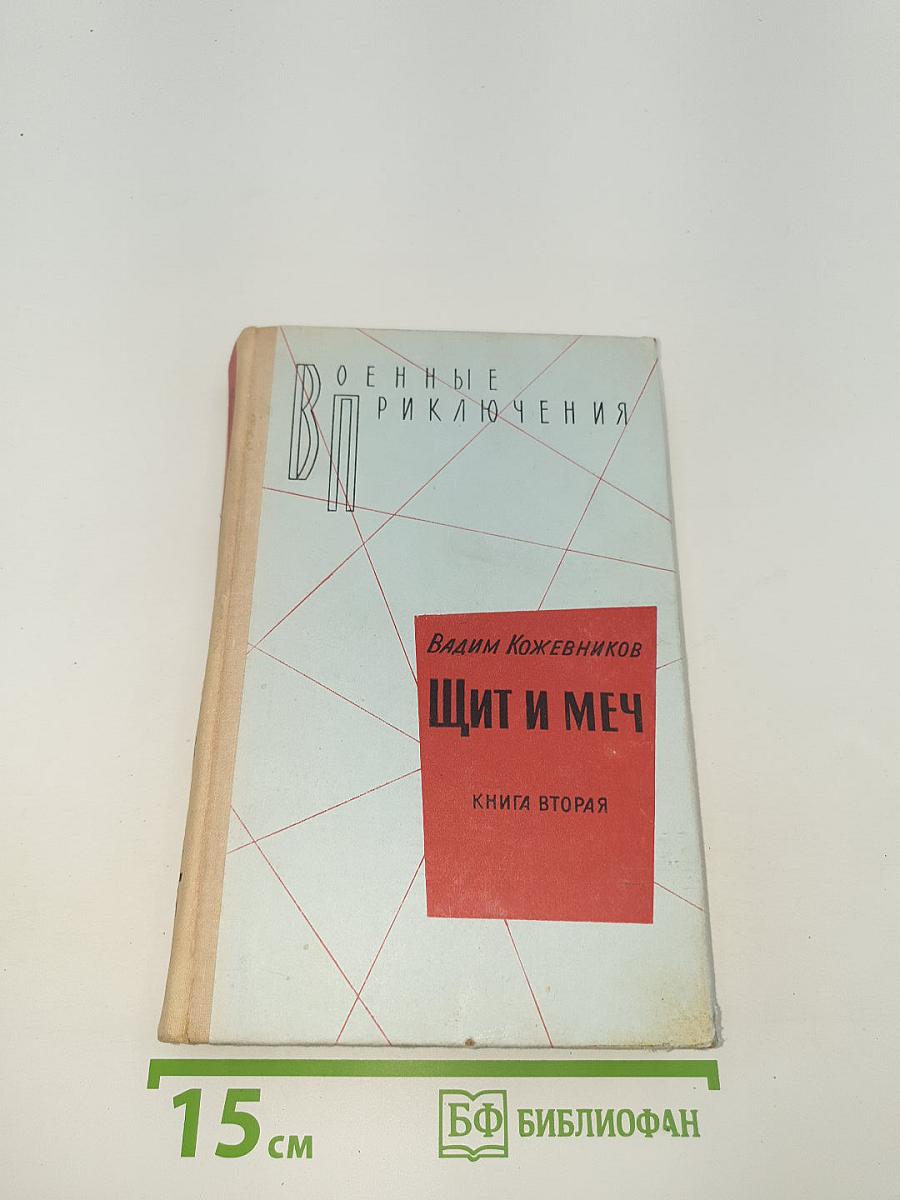 ВОЕННЫЕ
ПРИКЛЮЧЕНИЯ
ВАДИМ КОЖЕВНИКОВ
ЩИТ И МЕЧ
КНИГА ВТОРАЯ
15 см
БФ БИБЛИОФАН